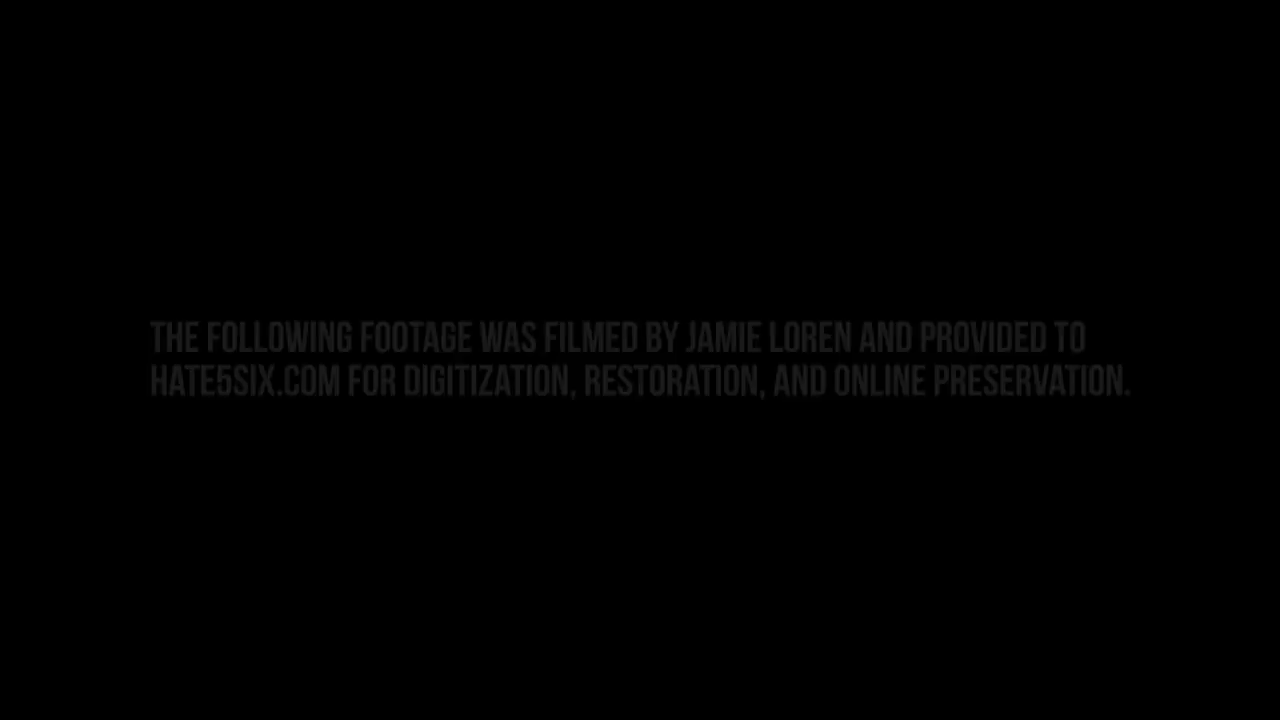 THE FOLLOWING FOOTAGE WAS FILMED BY JAMIE LOREN AND PROVIDED TO
HATE5SIX.COM FOR DIGITIZATION, RESTORATION, AND ONLINE PRESERVATION.